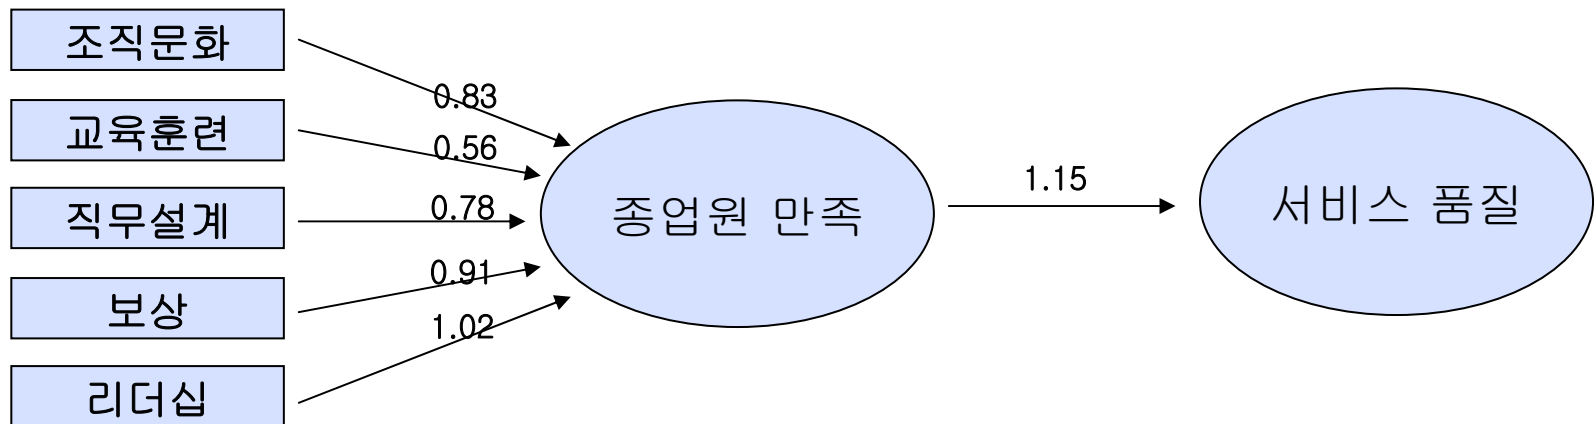 조직문화
0.83
교육훈련
0.56
직무설계
0.78
보상
0.91
리더십
1.02
종업원 만족
1.15
서비스 품질